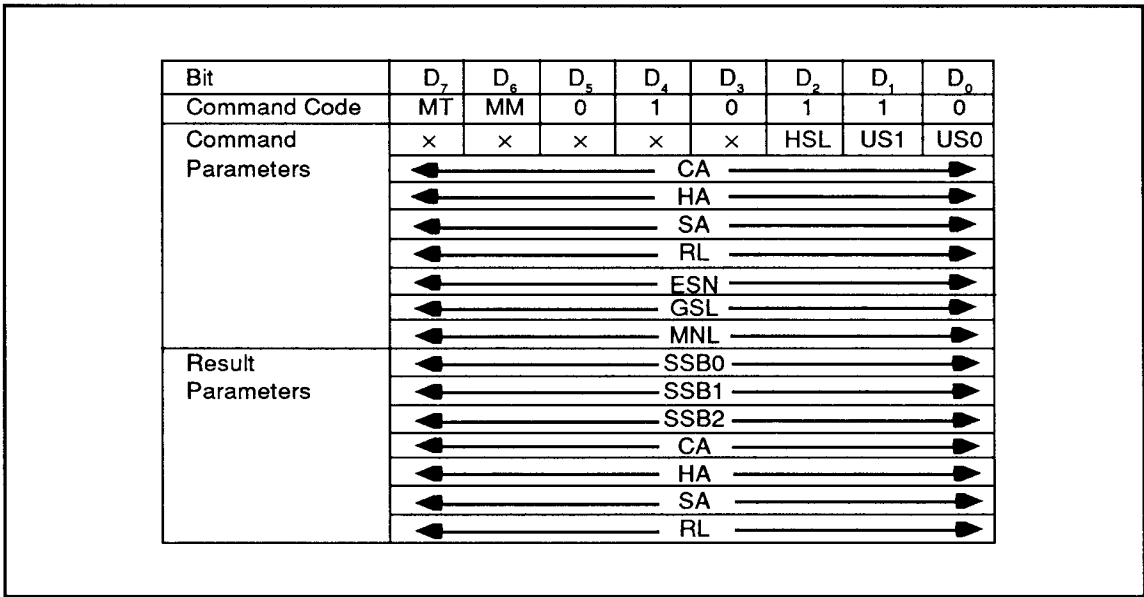 Bit D7 D6 D5 D4 D3 D2 D1 D0
Command Code MT MM 0 1 0 1 1 0
Command × × × × × HSL US1 US0
Parameters CA
HA
SA
RL
ESN
GSL
MNL
Result SSB0
Parameters SSB1
SSB2
CA
HA
SA
RL